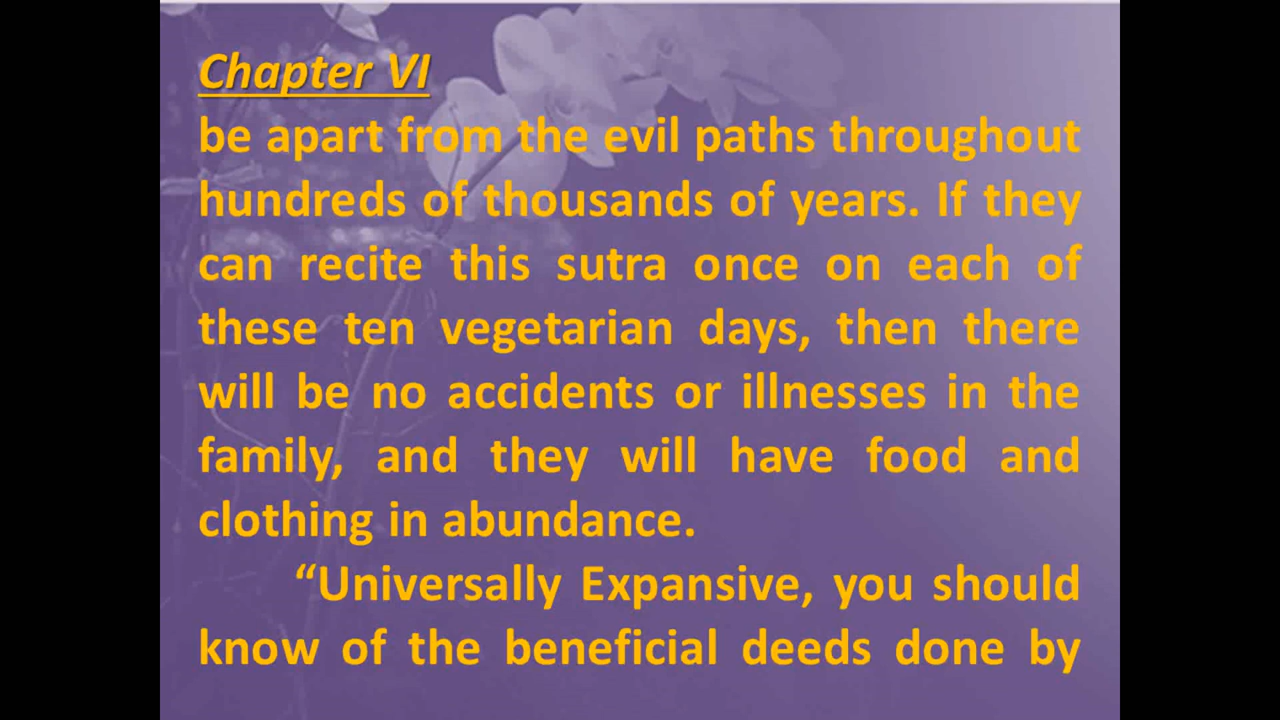 Chapter VI
be apart from the evil paths throughout
hundreds of thousands of years. If they
can recite this sutra once on each of
these ten vegetarian days, then there
will be no accidents or illnesses in the
family, and they will have food and
clothing in abundance.
“Universally Expansive, you should
know of the beneficial deeds done by